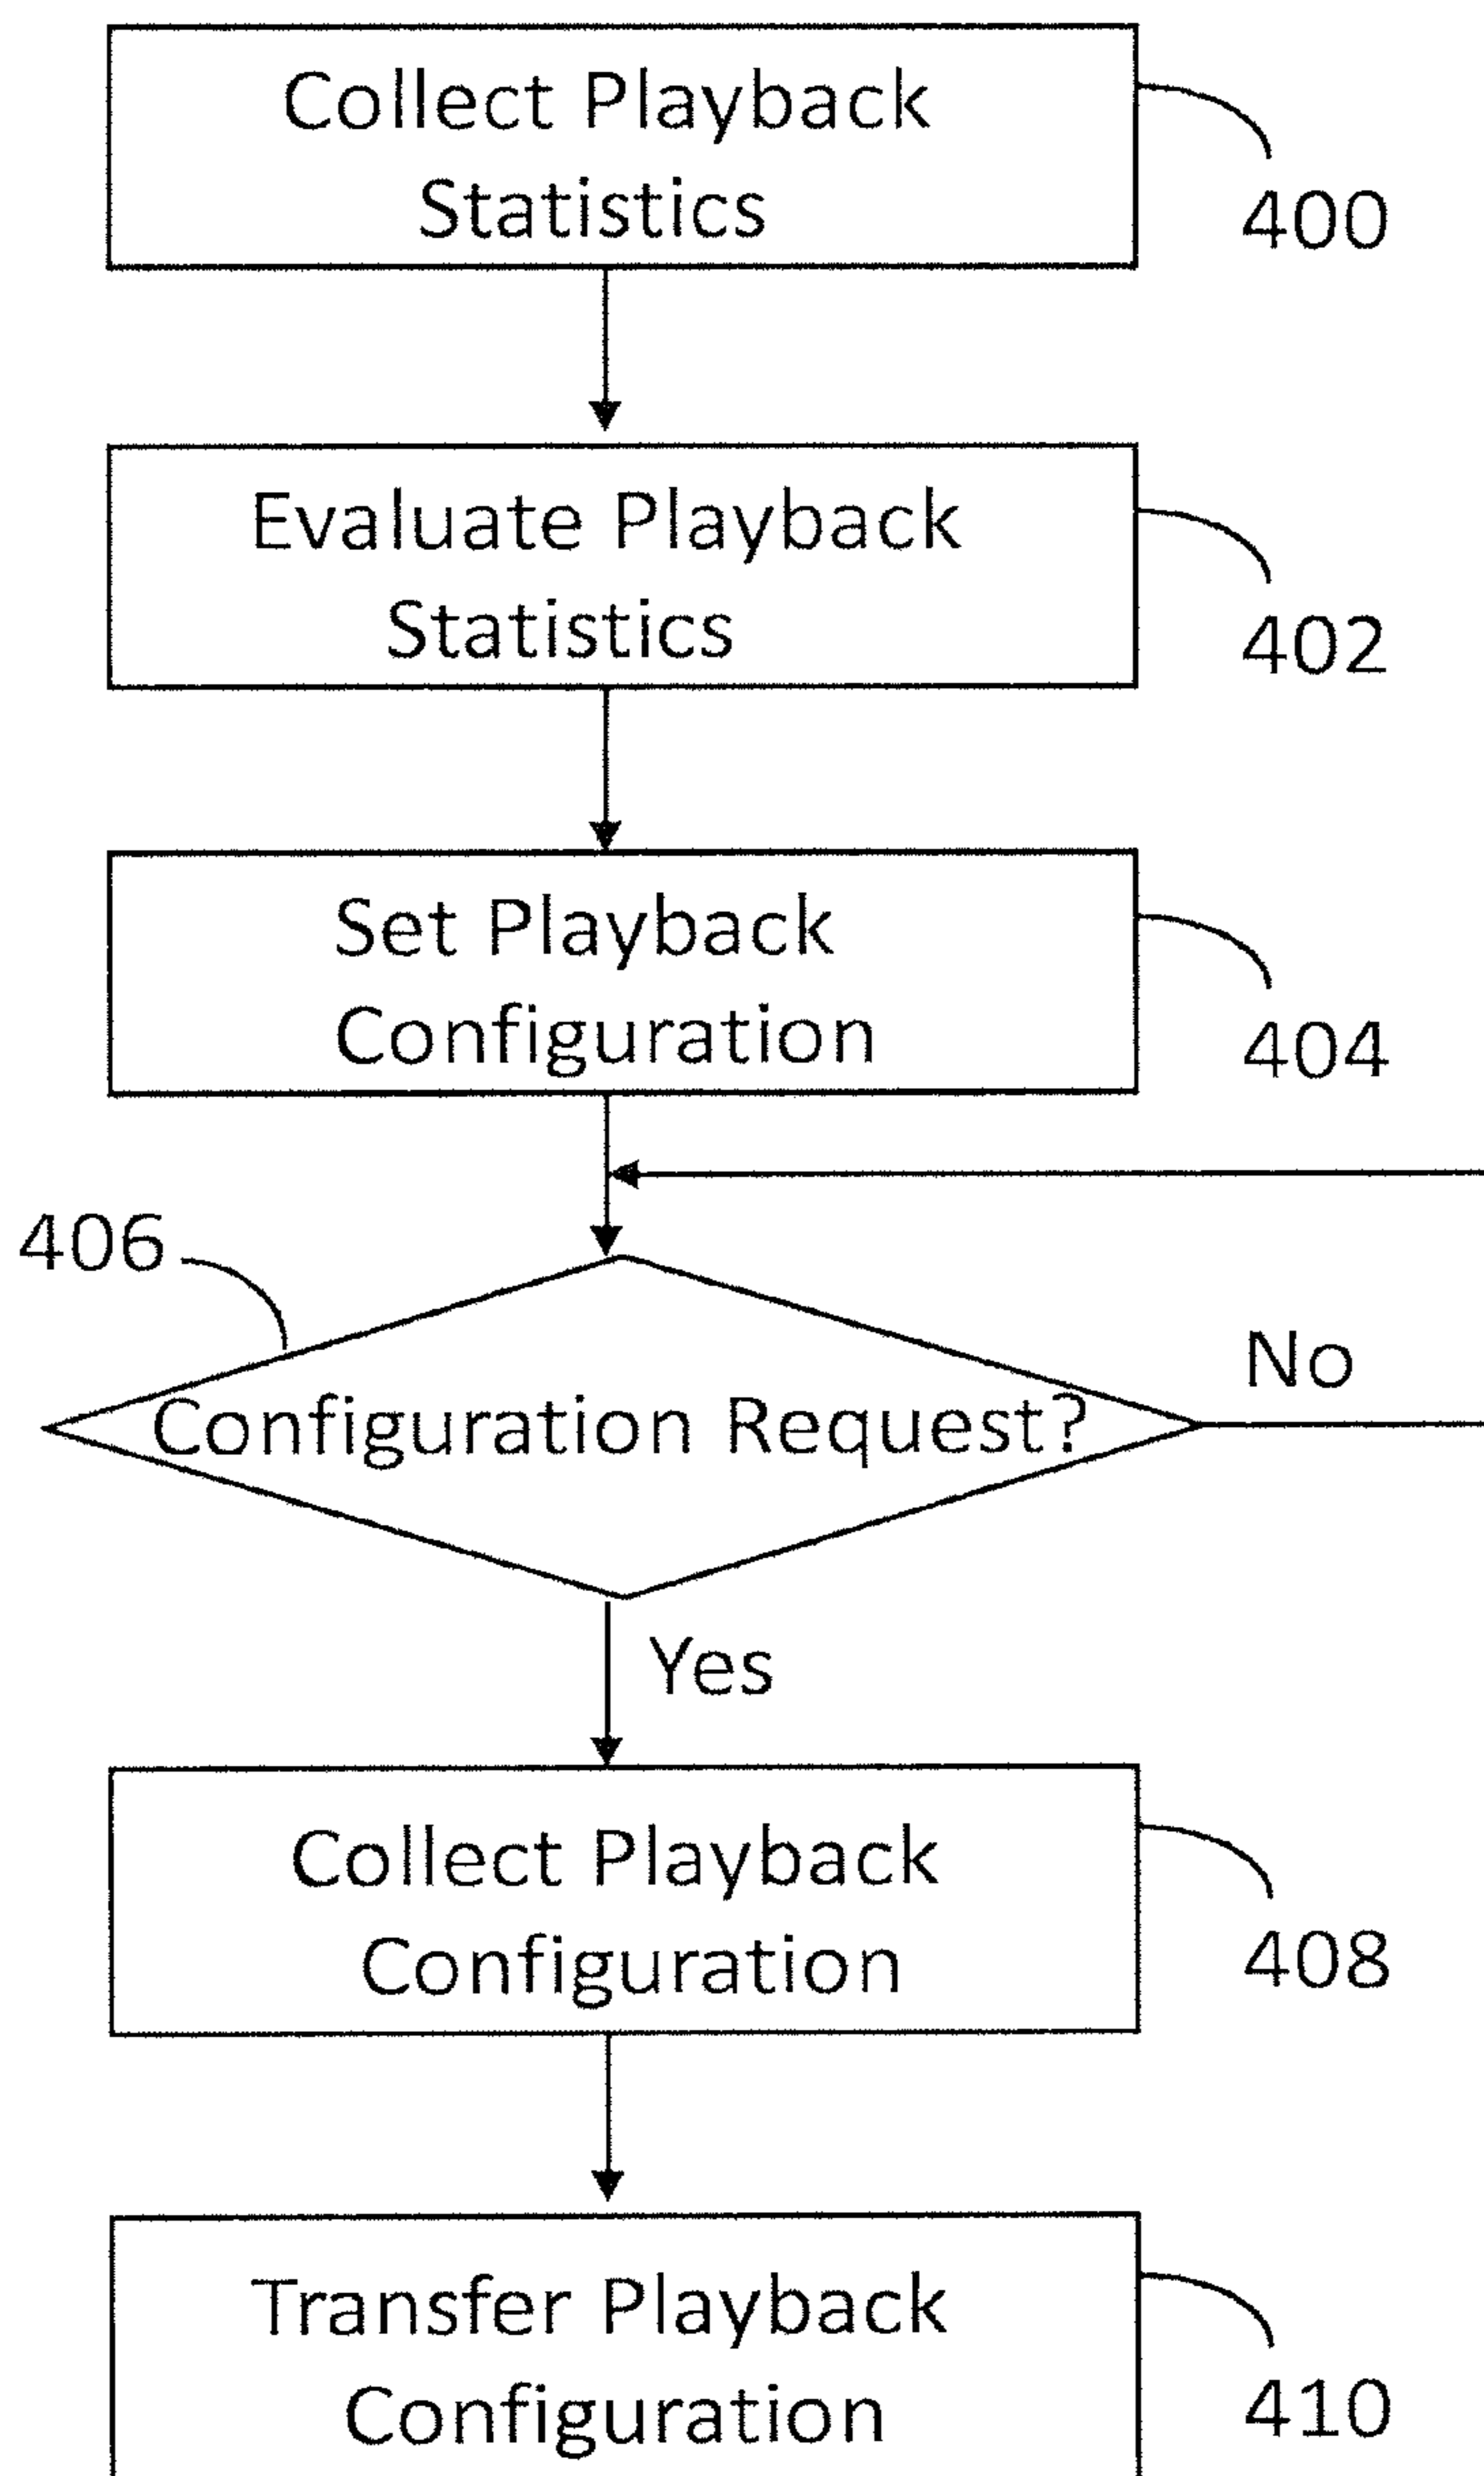 Collect Playback
Statistics
400
Evaluate Playback
Statistics
402
Set Playback
Configuration
404
406
No
Configuration Request?
Yes
Collect Playback
Configuration
408
Transfer Playback
Configuration
410